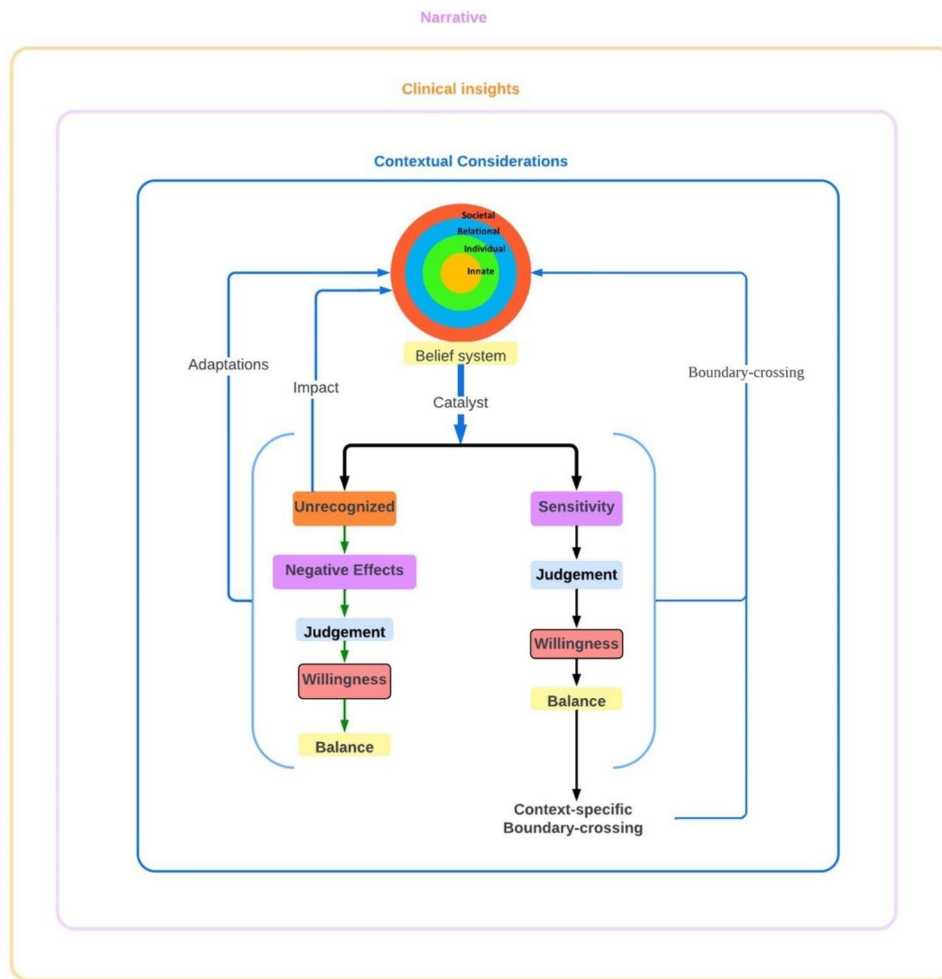 Narrative
Clinical insights
Contextual Considerations
Societal
Relational
Individual
Innate
Belief system
Adaptations
Impact
Catalyst
Boundary-crossing
Unrecognized
Sensitivity
Negative Effects
Judgement
Judgement
Willingness
Willingness
Balance
Balance
Context-specific
Boundary-crossing